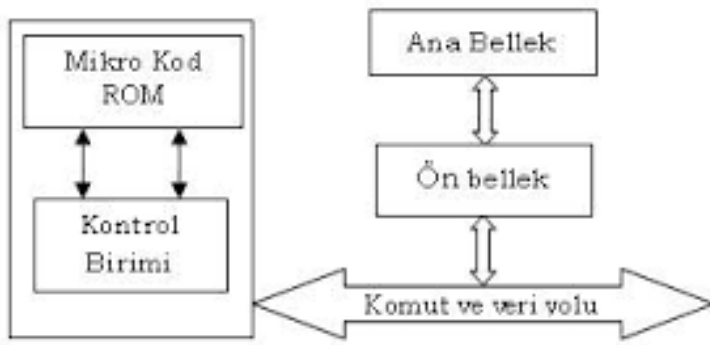 Mikro Kod
ROM
Kontrol
Birimi
Ana Bellek
Ön bellek
Komut ve veri yolu